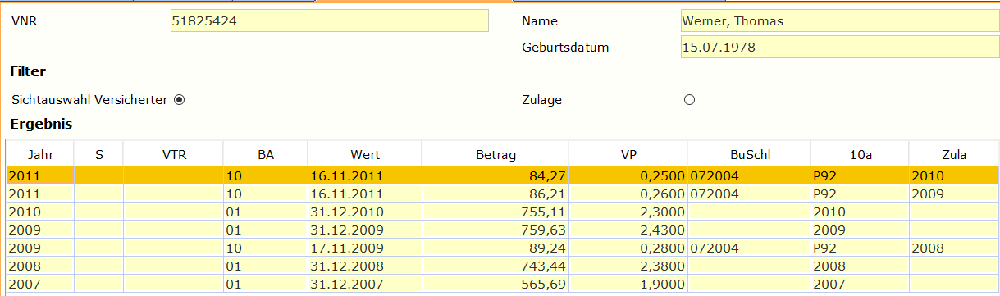 VNR 51825424 Name Werner, Thomas
Geburtsdatum 15.07.1978
Filter
Sichtauswahl Versicherter Zulage
Ergebnis
Jahr S VTR BA Wert Betrag VP BuSchl 10a Zula
2011 10 16.11.2011 84,27 0,2500 072004 P92 2010
2011 10 16.11.2011 86,21 0,2600 072004 P92 2009
2010 01 31.12.2010 755,11 2,3000 2010
2009 01 31.12.2009 759,63 2,4300 2009
2009 10 17.11.2009 89,24 0,2800 072004 P92 2008
2008 01 31.12.2008 743,44 2,3800 2008
2007 01 31.12.2007 565,69 1,9000 2007